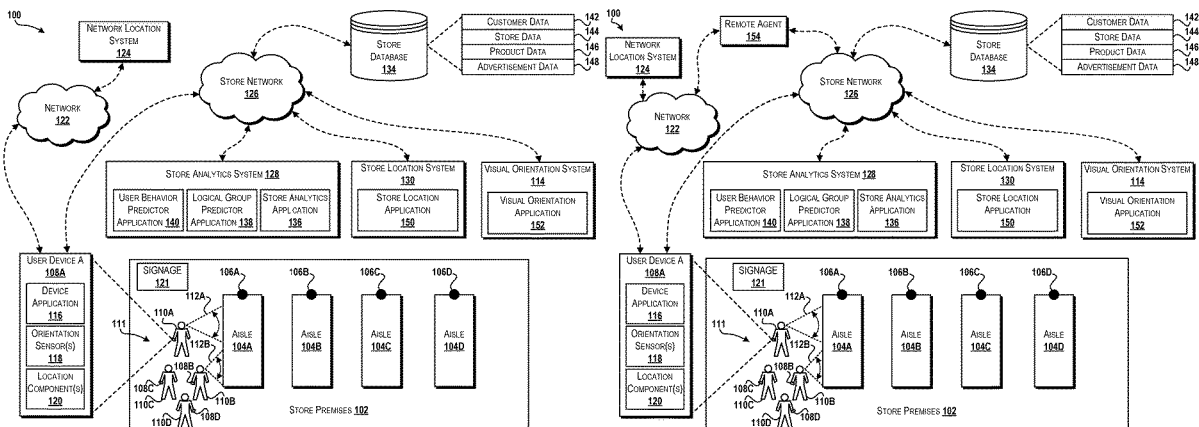 100
NETWORK LOCATION
SYSTEM
124
NETWORK
122
STORE NETWORK
126
STORE
DATABASE
134
CUSTOMER DATA
142
STORE DATA
144
PRODUCT DATA
146
ADVERTISEMENT DATA
148
STORE ANALYTICS SYSTEM 128
USER BEHAVIOR
PREDICTOR
APPLICATION 140
LOGICAL GROUP
PREDICTOR
APPLICATION 138
STORE ANALYTICS
APPLICATION
136
STORE LOCATION SYSTEM
130
STORE LOCATION
APPLICATION
150
VISUAL ORIENTATION SYSTEM
114
VISUAL ORIENTATION
APPLICATION
152
USER DEVICE A
108A
DEVICE
APPLICATION
116
ORIENTATION
SENSOR(S)
118
LOCATION
COMPONENT(S)
120
SIGNAGE
121
106A
106B
106C
106D
112A
110A
111
112B
108B
108C
110C
110B
110D
108D
AISLE
104A
AISLE
104B
AISLE
104C
AISLE
104D
STORE PREMISES 102
100
REMOTE AGENT
154
NETWORK
LOCATION SYSTEM
124
NETWORK
122
STORE NETWORK
126
STORE
DATABASE
134
CUSTOMER DATA
142
STORE DATA
144
PRODUCT DATA
146
ADVERTISEMENT DATA
148
STORE ANALYTICS SYSTEM 128
USER BEHAVIOR
PREDICTOR
APPLICATION 140
LOGICAL GROUP
PREDICTOR
APPLICATION 138
STORE ANALYTICS
APPLICATION
136
STORE LOCATION SYSTEM
130
STORE LOCATION
APPLICATION
150
VISUAL ORIENTATION SYSTEM
114
VISUAL ORIENTATION
APPLICATION
152
USER DEVICE A
108A
DEVICE
APPLICATION
116
ORIENTATION
SENSOR(S)
118
LOCATION
COMPONENT(S)
120
SIGNAGE
121
106A
106B
106C
106D
112A
110A
111
112B
108B
108C
110C
110B
110D
108D
AISLE
104A
AISLE
104B
AISLE
104C
AISLE
104D
STORE PREMISES 102